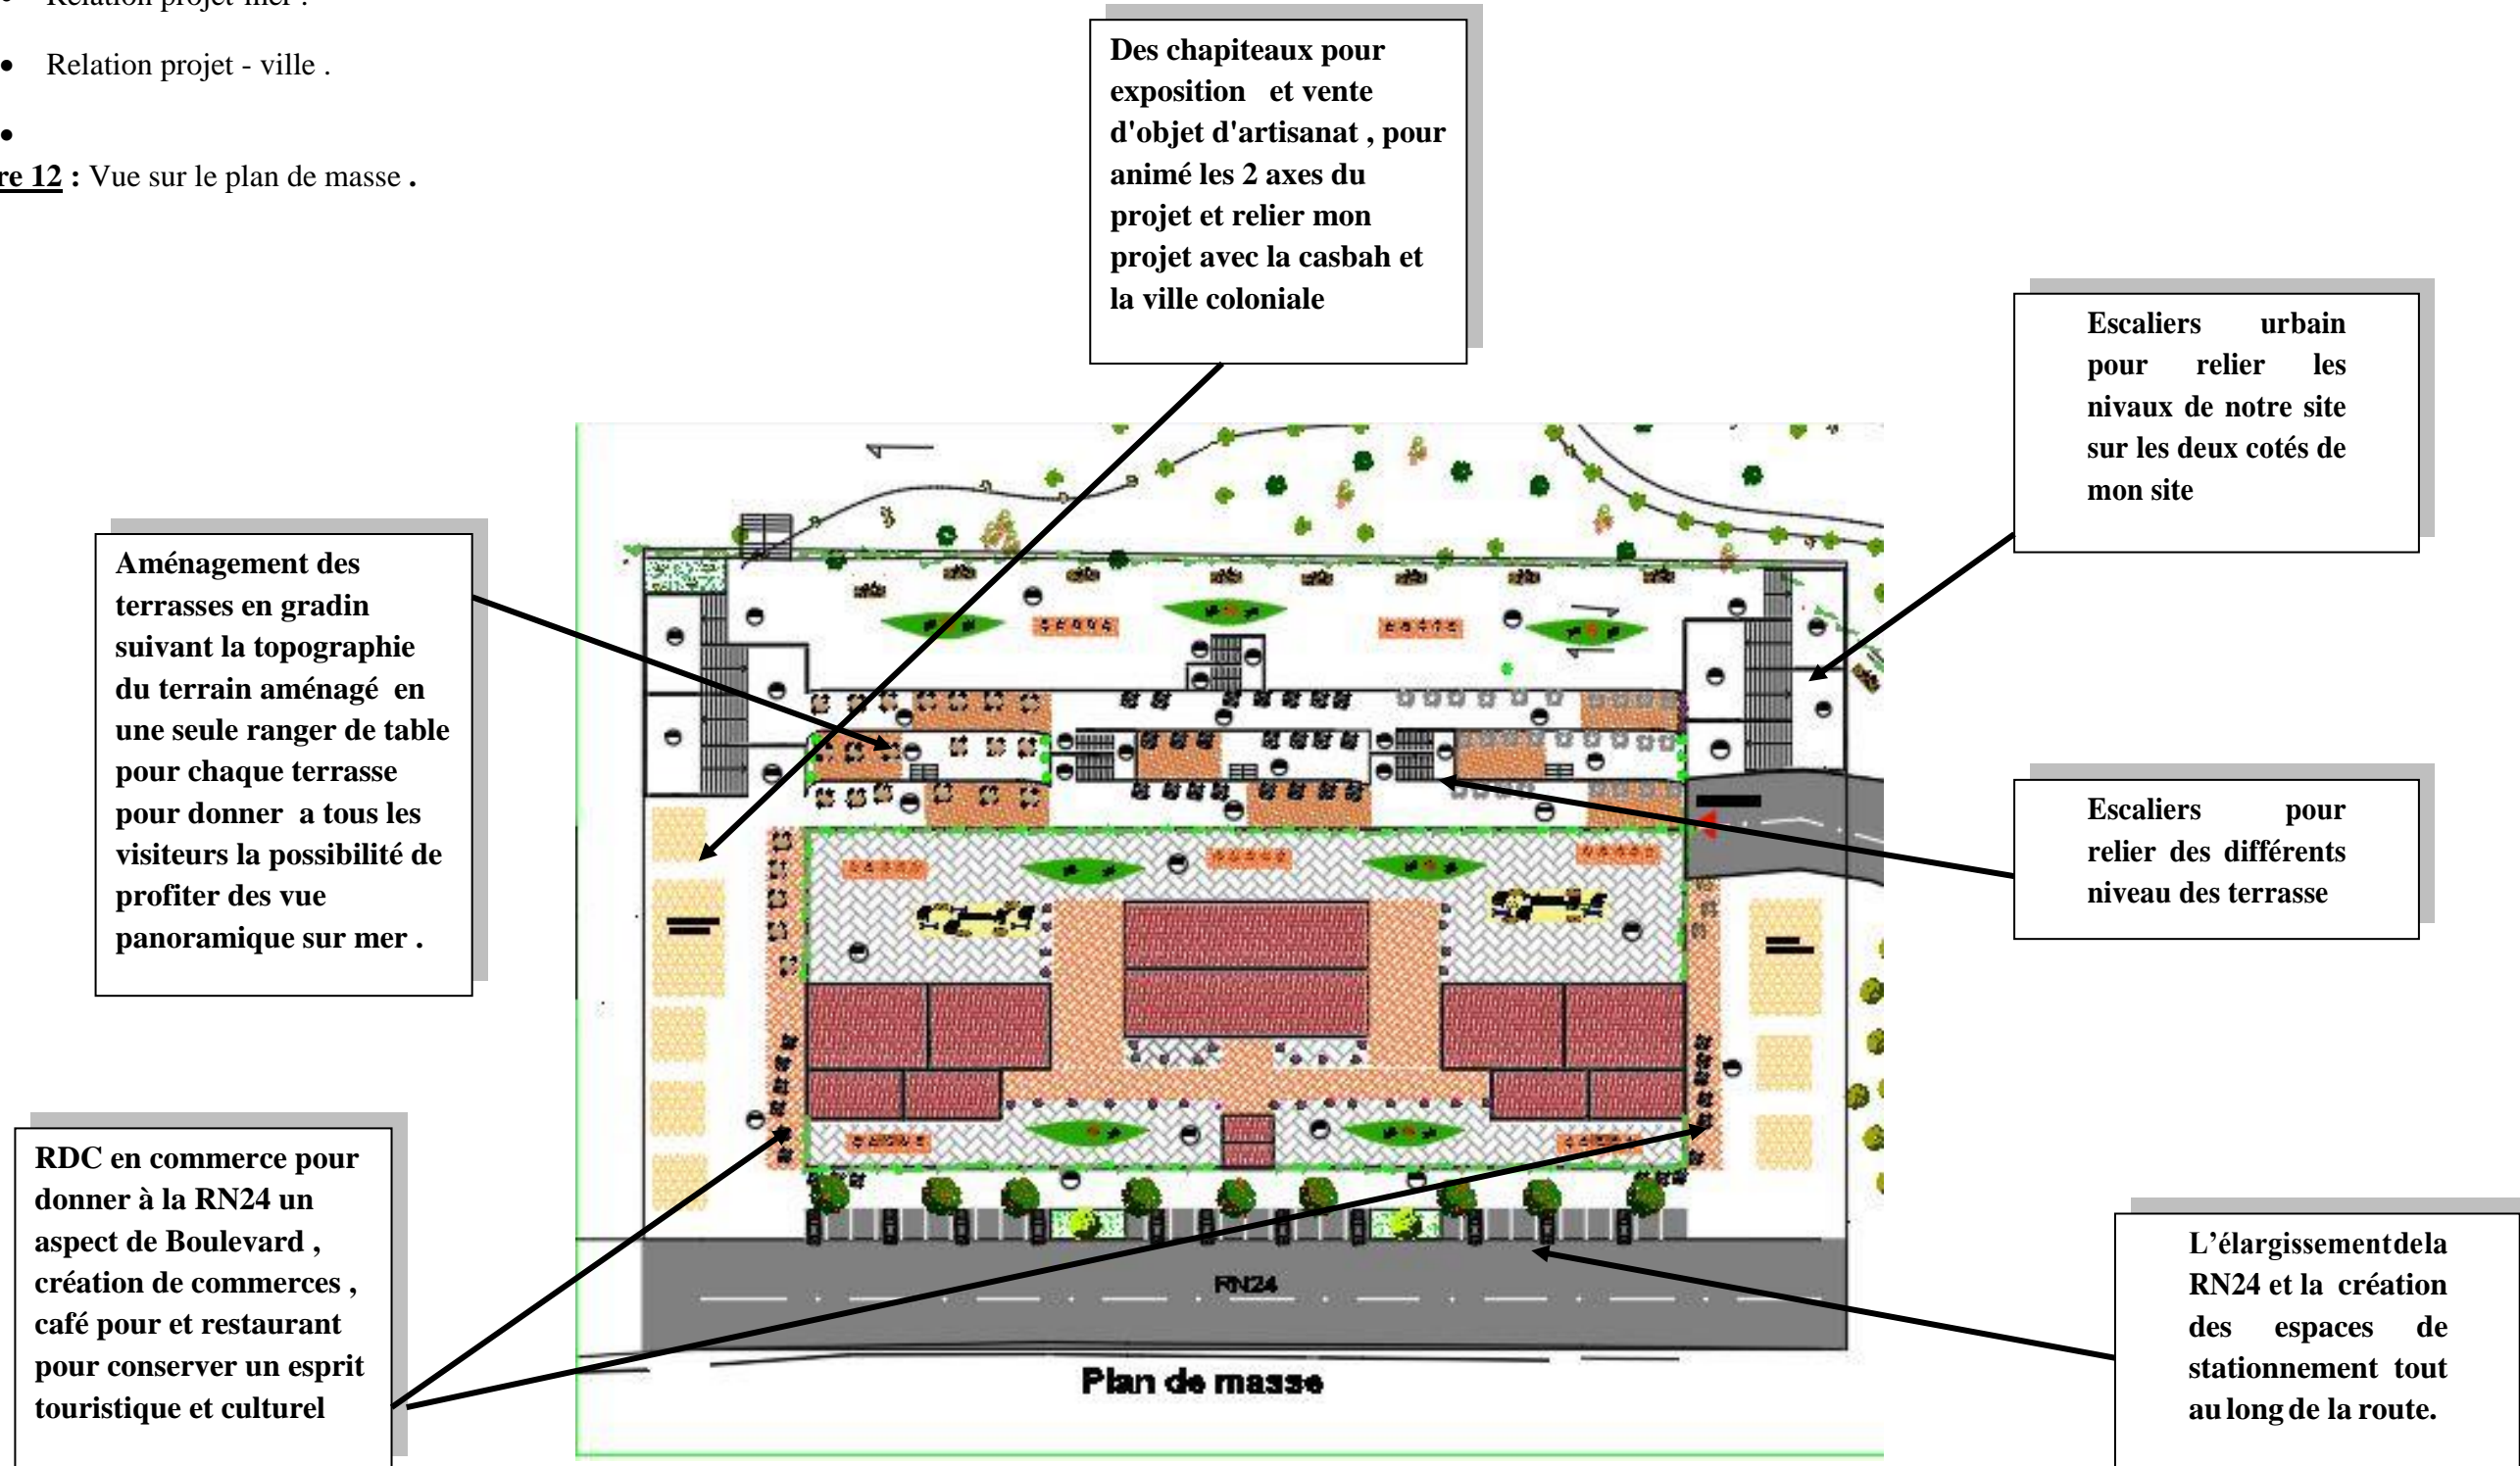 Relation projet-mer .
• Relation projet - ville .
•
re 12 : Vue sur le plan de masse .
Des chapiteaux pour
exposition et vente
d'objet d'artisanat , pour
animé les 2 axes du
projet et relier mon
projet avec la casbah et
la ville coloniale
Escaliers urbain
pour relier les
nivaux de notre site
sur les deux cotés de
mon site
Aménagement des
terrasses en gradin
suivant la topographie
du terrain aménagé en
une seule ranger de table
pour chaque terrasse
pour donner a tous les
visiteurs la possibilité de
profiter des vue
panoramique sur mer .
Escaliers pour
relier des différents
niveau des terrasse
RDC en commerce pour
donner à la RN24 un
aspect de Boulevard ,
création de commerces ,
café pour et restaurant
pour conserver un esprit
touristique et culturel
L'élargissement de la
RN24 et la création
des espaces de
stationnement tout
au long de la route.
RN24
Plan de masse